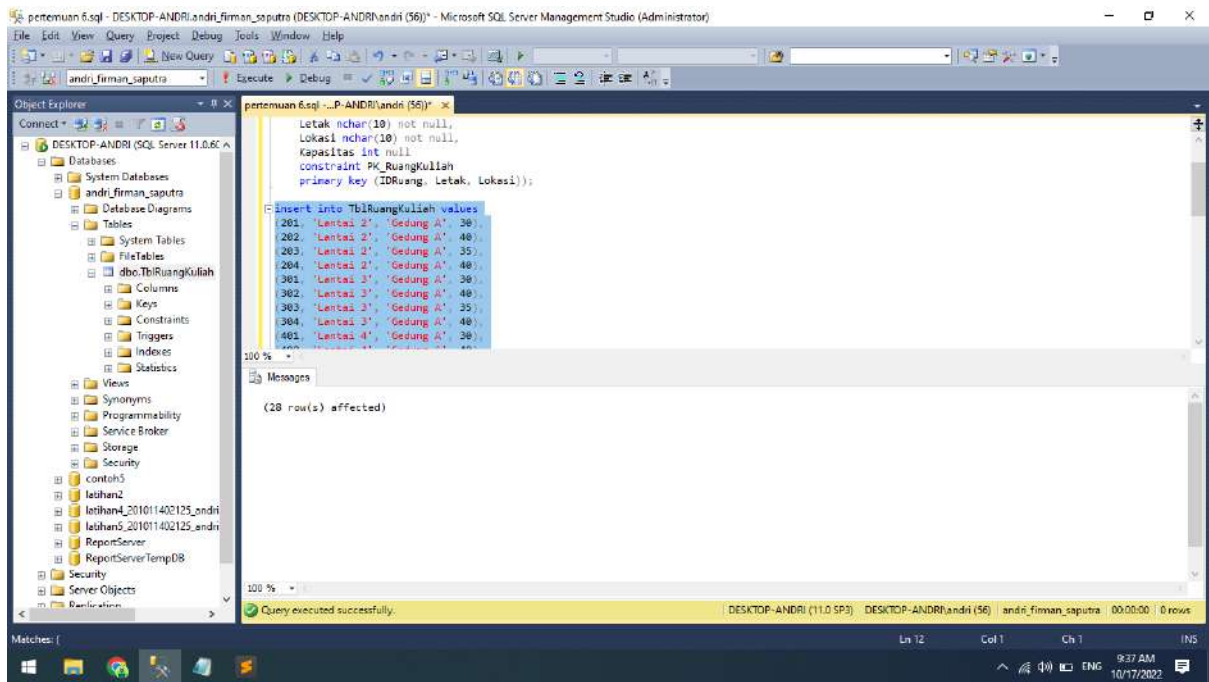 pertemuan 6.sql - DESKTOP-ANDRI.andri_firman_saputra (DESKTOP-ANDRI\andri (56))* - Microsoft SQL Server Management Studio (Administrator)
File Edit View Query Project Debug Tools Window Help
New Query
andri_firman_saputra Execute Debug
Object Explorer
pertemuan 6.sql -...P-ANDRI\andri (56))*
Connect
DESKTOP-ANDRI (SQL Server 11.0.60
Databases
System Databases
andri_firman_saputra
Database Diagrams
Tables
System Tables
FileTables
dbo.TblRuangKuliah
Columns
Keys
Constraints
Triggers
Indexes
Statistics
Views
Synonyms
Programmability
Service Broker
Storage
Security
contoh5
latihan2
latihan4_201011402125_andri
latihan5_201011402125_andri
ReportServer
ReportServerTempDB
Security
Server Objects
Replication
Letak nchar(10) not null,
Lokasi nchar(10) not null,
Kapasitas int null
constraint PK_RuangKuliah
primary key (IDRuang, Letak, Lokasi));
insert into TblRuangKuliah values
(201, 'Lantai 2', 'Gedung A', 30),
(202, 'Lantai 2', 'Gedung A', 40),
(203, 'Lantai 2', 'Gedung A', 35),
(204, 'Lantai 2', 'Gedung A', 40),
(301, 'Lantai 3', 'Gedung A', 30),
(302, 'Lantai 3', 'Gedung A', 40),
(303, 'Lantai 3', 'Gedung A', 35),
(304, 'Lantai 3', 'Gedung A', 40),
(401, 'Lantai 4', 'Gedung A', 30),
100 %
Messages
(28 row(s) affected)
100 %
Query executed successfully. DESKTOP-ANDRI (11.0 SP3) DESKTOP-ANDRI\andri (56) andri_firman_saputra 00:00:00 0 rows
Matches: ( Ln 12 Col 1 Ch 1 INS
ENG 9:37 AM
10/17/2022